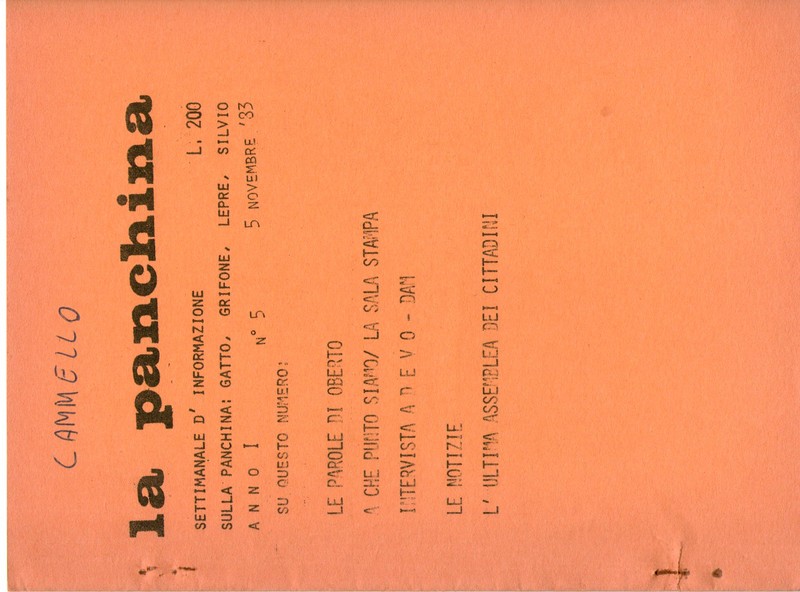 CAMMELLO
la panchina
SETTIMANALE D' INFORMAZIONE L. 200
SULLA PANCHINA: GATTO, GRIFONE, LEPRE, SILVIO
A N N O I N° 5 5 NOVEMBRE '83
SU QUESTO NUMERO:
LE PAROLE DI OBERTO
A CHE PUNTO SIAMO/ LA SALA STAMPA
INTERVISTA A D E V O - DAM
LE NOTIZIE
L' ULTIMA ASSEMBLEA DEI CITTADINI